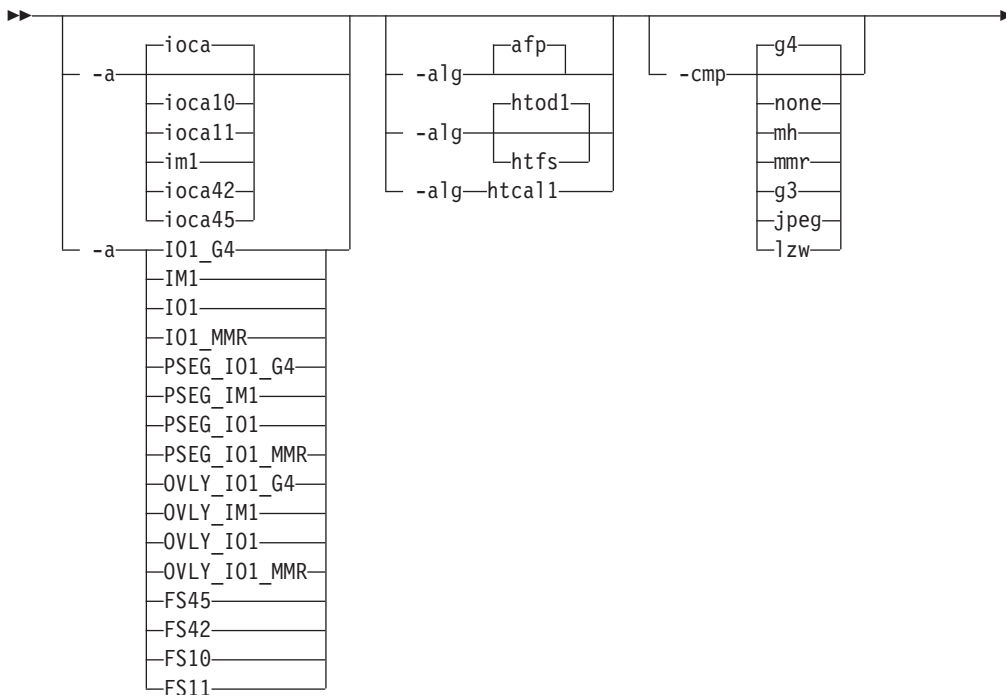 -a
ioca
ioca10
ioca11
im1
ioca42
ioca45
-a
IO1_G4
IM1
IO1
IO1_MMR
PSEG_IO1_G4
PSEG_IM1
PSEG_IO1
PSEG_IO1_MMR
OVLY_IO1_G4
OVLY_IM1
OVLY_IO1
OVLY_IO1_MMR
FS45
FS42
FS10
FS11
-alg
afp
-alg
htod1
htfs
-alg
htcal1
-cmp
g4
none
mh
mmr
g3
jpeg
lzw